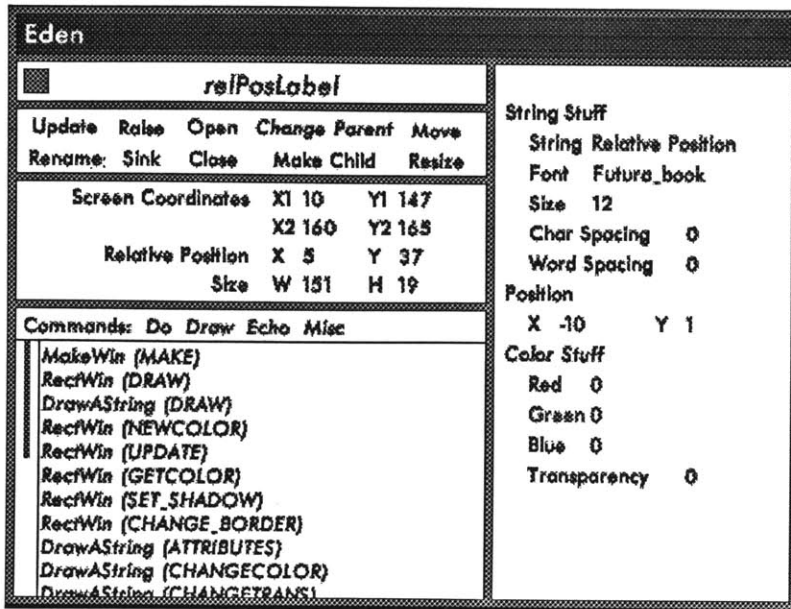 Eden
relPosLabel
Update Raise Open Change Parent Move
Rename: Sink Close Make Child Resize
Screen Coordinates X1 10 Y1 147
X2 160 Y2 165
Relative Position X 5 Y 37
Size W 151 H 19
Commands: Do Draw Echo Misc
MakeWin (MAKE)
RectWin (DRAW)
DrawAString (DRAW)
RectWin (NEWCOLOR)
RectWin (UPDATE)
RectWin (GETCOLOR)
RectWin (SET_SHADOW)
RectWin (CHANGE_BORDER)
DrawAString (ATTRIBUTES)
DrawAString (CHANGECOLOR)
DrawAString (CHANGETRANS)
String Stuff
String Relative Position
Font Futura_book
Size 12
Char Spacing 0
Word Spacing 0
Position
X -10 Y 1
Color Stuff
Red 0
Green 0
Blue 0
Transparency 0